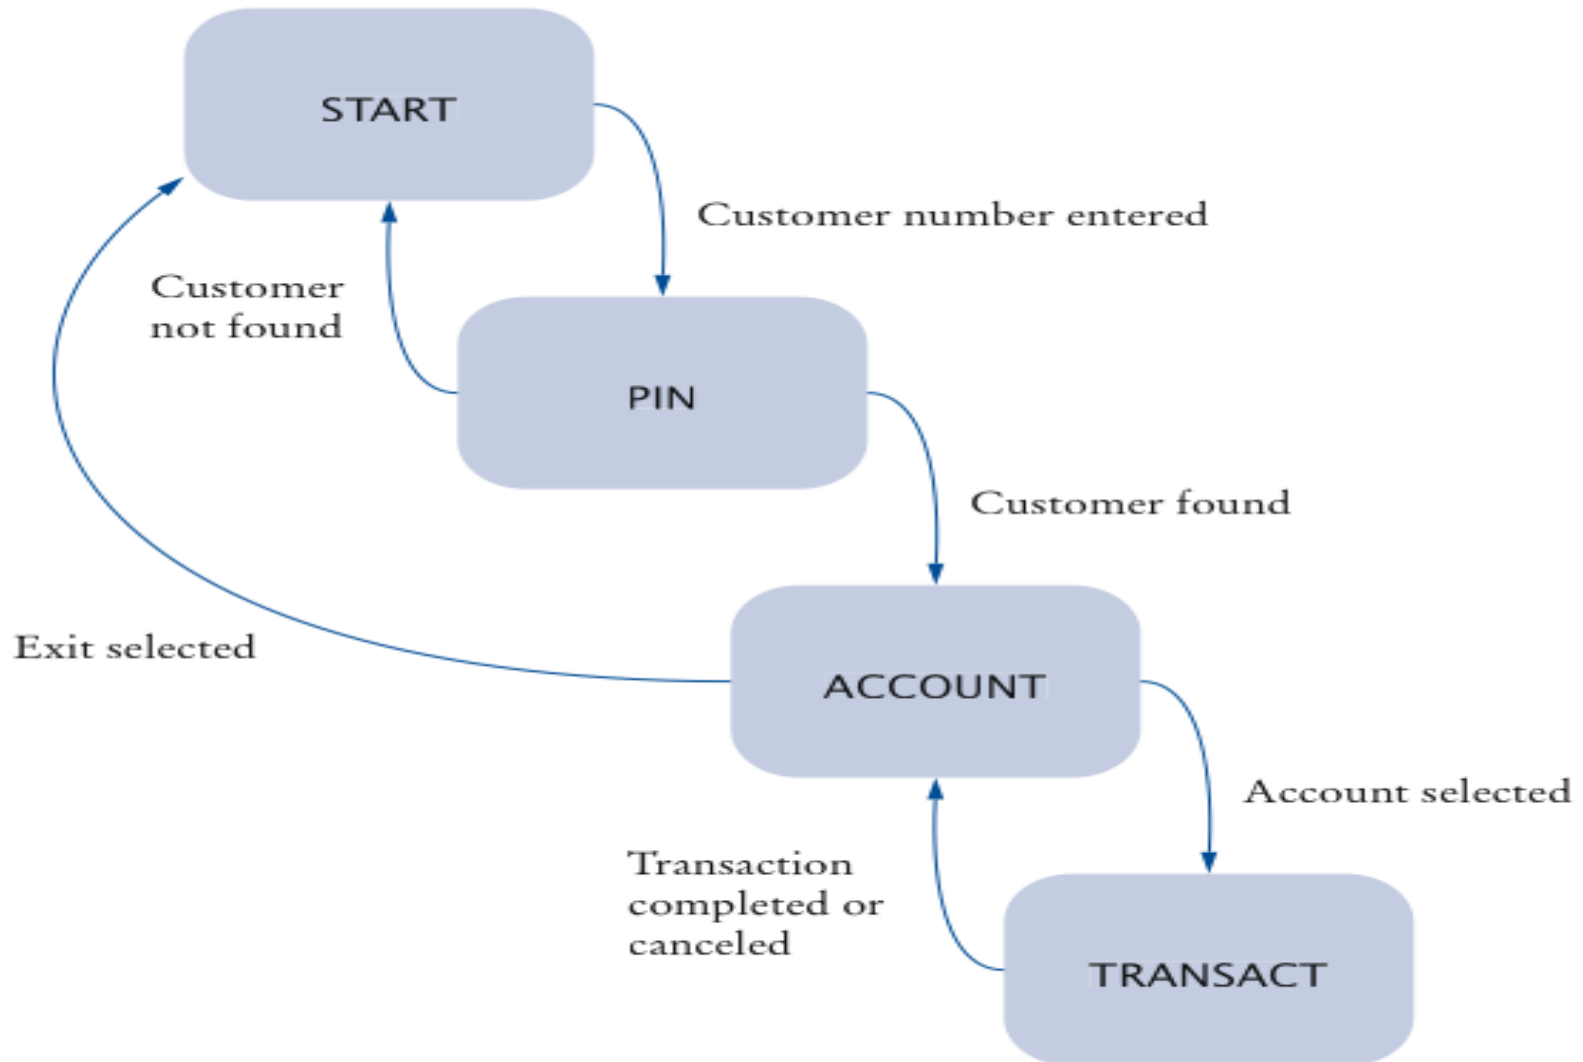 START
Customer number entered
Customer
not found
PIN
Customer found
Exit selected
ACCOUNT
Account selected
Transaction
completed or
canceled
TRANSACT